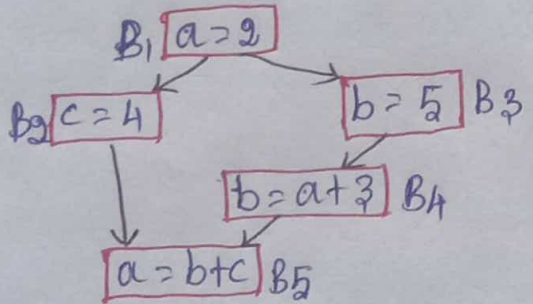 B1 a = 2
B2 c = 4
b = 5 B3
b = a+3 B4
a = b+c B5